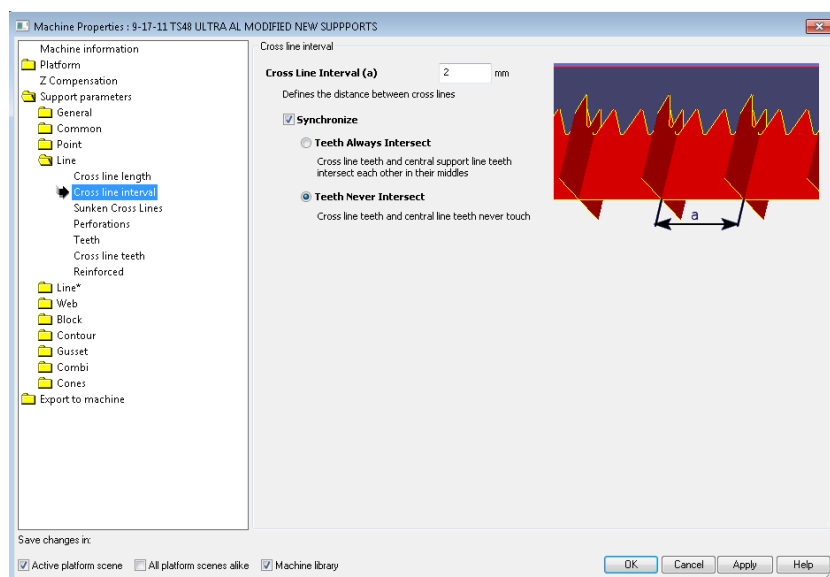 Machine Properties : 9-17-11 TS48 ULTRA AL MODIFIED NEW SUPPPORTS
Machine information
Platform
Z Compensation
Support parameters
General
Common
Point
Line
Cross line length
Cross line interval
Sunken Cross Lines
Perforations
Teeth
Cross line teeth
Reinforced
Line*
Web
Block
Contour
Gusset
Combi
Cones
Export to machine
Cross line interval
Cross Line Interval (a) 2 mm
Defines the distance between cross lines
Synchronize
Teeth Always Intersect
Cross line teeth and central support line teeth
intersect each other in their middles
Teeth Never Intersect
Cross line teeth and central line teeth never touch
a
Save changes in:
Active platform scene All platform scenes alike Machine library
OK Cancel Apply Help